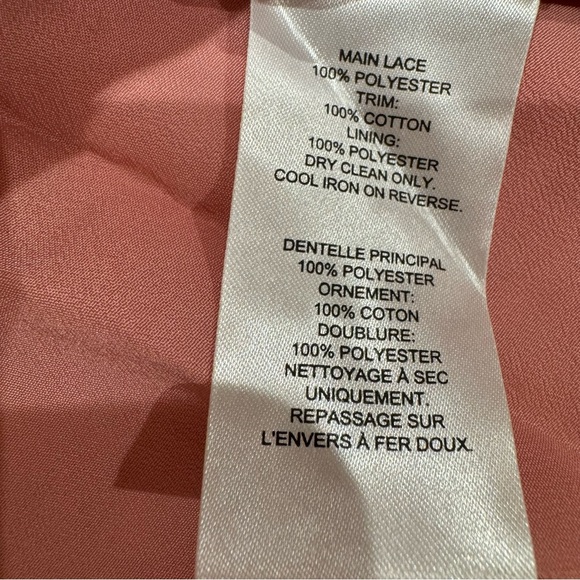 MAIN LACE
100% POLYESTER
TRIM:
100% COTTON
LINING:
100% POLYESTER
DRY CLEAN ONLY.
COOL IRON ON REVERSE.
DENTELLE PRINCIPAL
100% POLYESTER
ORNEMENT:
100% COTON
DOUBLURE:
100% POLYESTER
NETTOYAGE À SEC
UNIQUEMENT.
REPASSAGE SUR
L'ENVERS À FER DOUX.